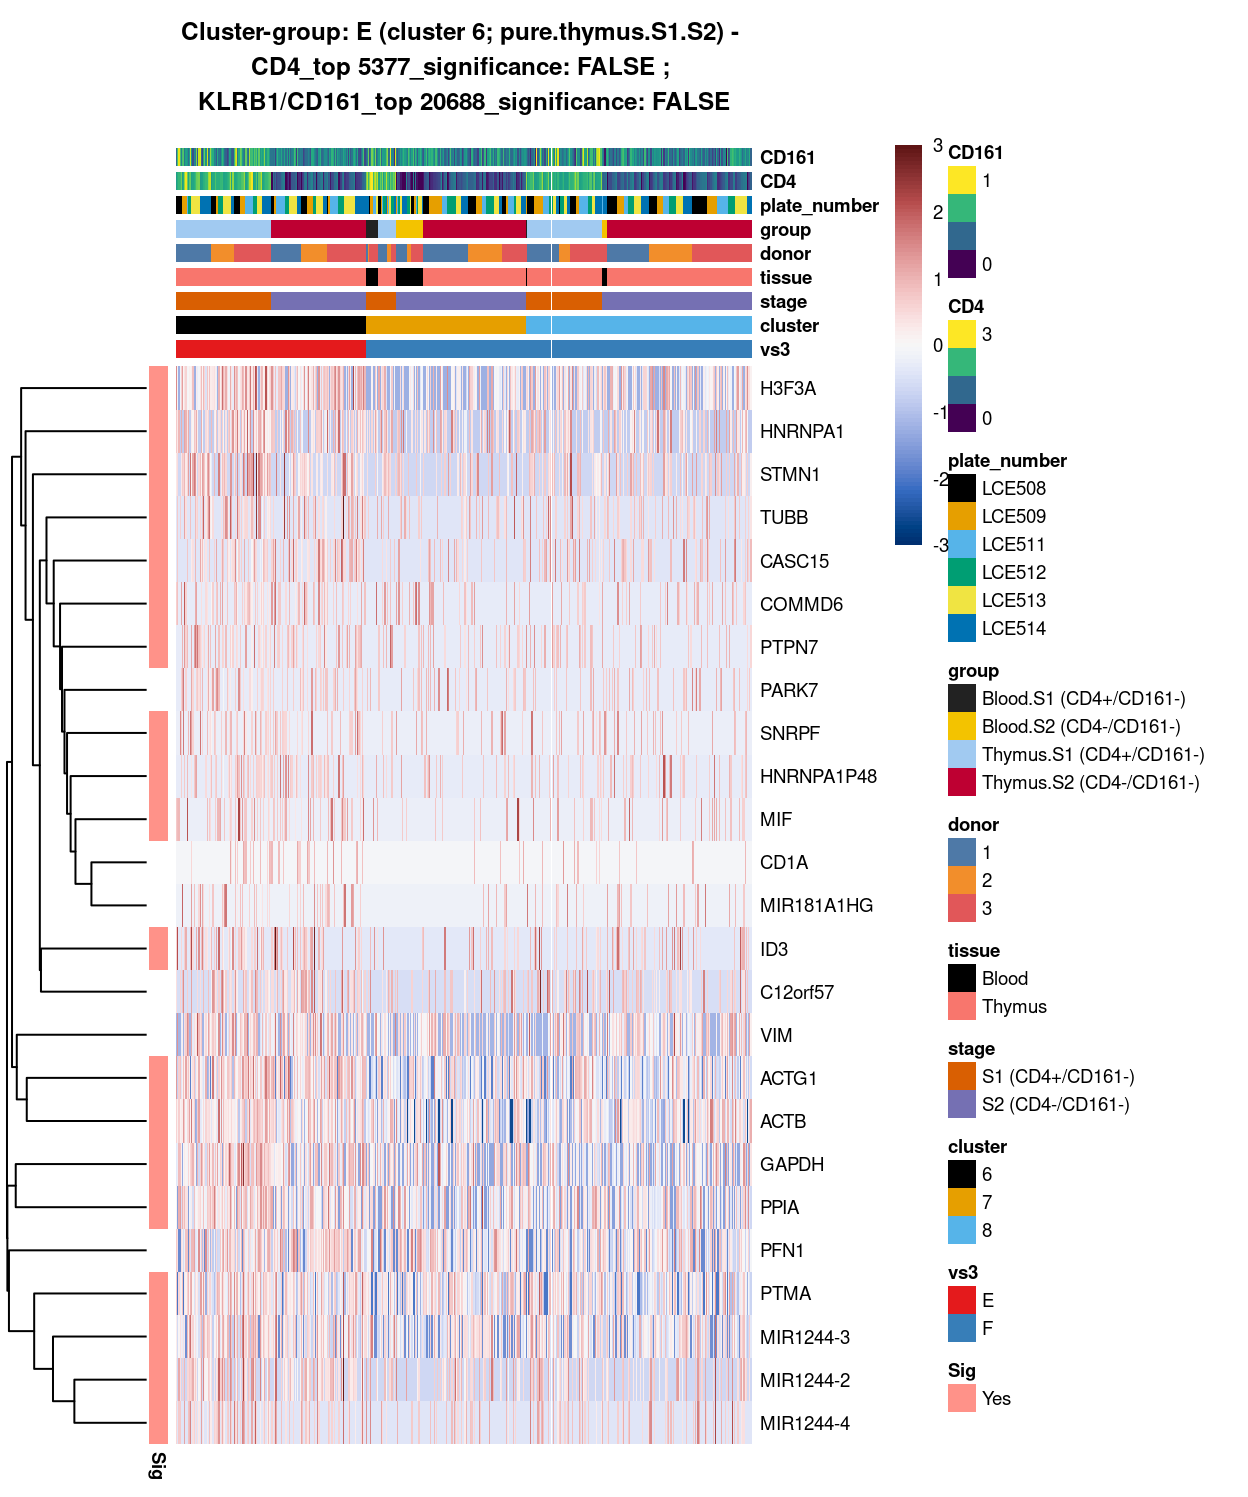 Cluster-group: E (cluster 6; pure.thymus.S1.S2) -
CD4_top 5377_significance: FALSE ;
KLRB1/CD161_top 20688_significance: FALSE
CD161
CD4
plate_number
group
donor
tissue
stage
cluster
vs3
H3F3A
HNRNPA1
STMN1
TUBB
CASC15
COMMD6
PTPN7
PARK7
SNRPF
HNRNPA1P48
MIF
CD1A
MIR181A1HG
ID3
C12orf57
VIM
ACTG1
ACTB
GAPDH
PPIA
PFN1
PTMA
MIR1244-3
MIR1244-2
MIR1244-4
Sig
3
2
1
0
-1
-2
-3
CD161
1
0
CD4
3
0
plate_number
LCE508
LCE509
LCE511
LCE512
LCE513
LCE514
group
Blood.S1 (CD4+/CD161-)
Blood.S2 (CD4-/CD161-)
Thymus.S1 (CD4+/CD161-)
Thymus.S2 (CD4-/CD161-)
donor
1
2
3
tissue
Blood
Thymus
stage
S1 (CD4+/CD161-)
S2 (CD4-/CD161-)
cluster
6
7
8
vs3
E
F
Sig
Yes